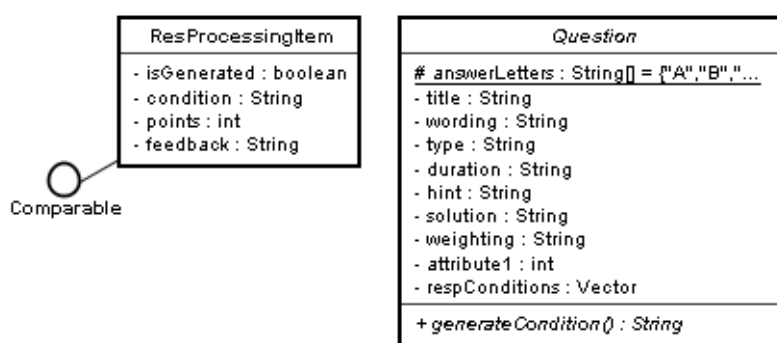 ResProcessingItem
- isGenerated : boolean
- condition : String
- points : int
- feedback : String
Comparable
Question
# answerLetters : String[] = {"A","B","...
- title : String
- wording : String
- type : String
- duration : String
- hint : String
- solution : String
- weighting : String
- attribute1 : int
- respConditions : Vector
+ generateCondition() : String